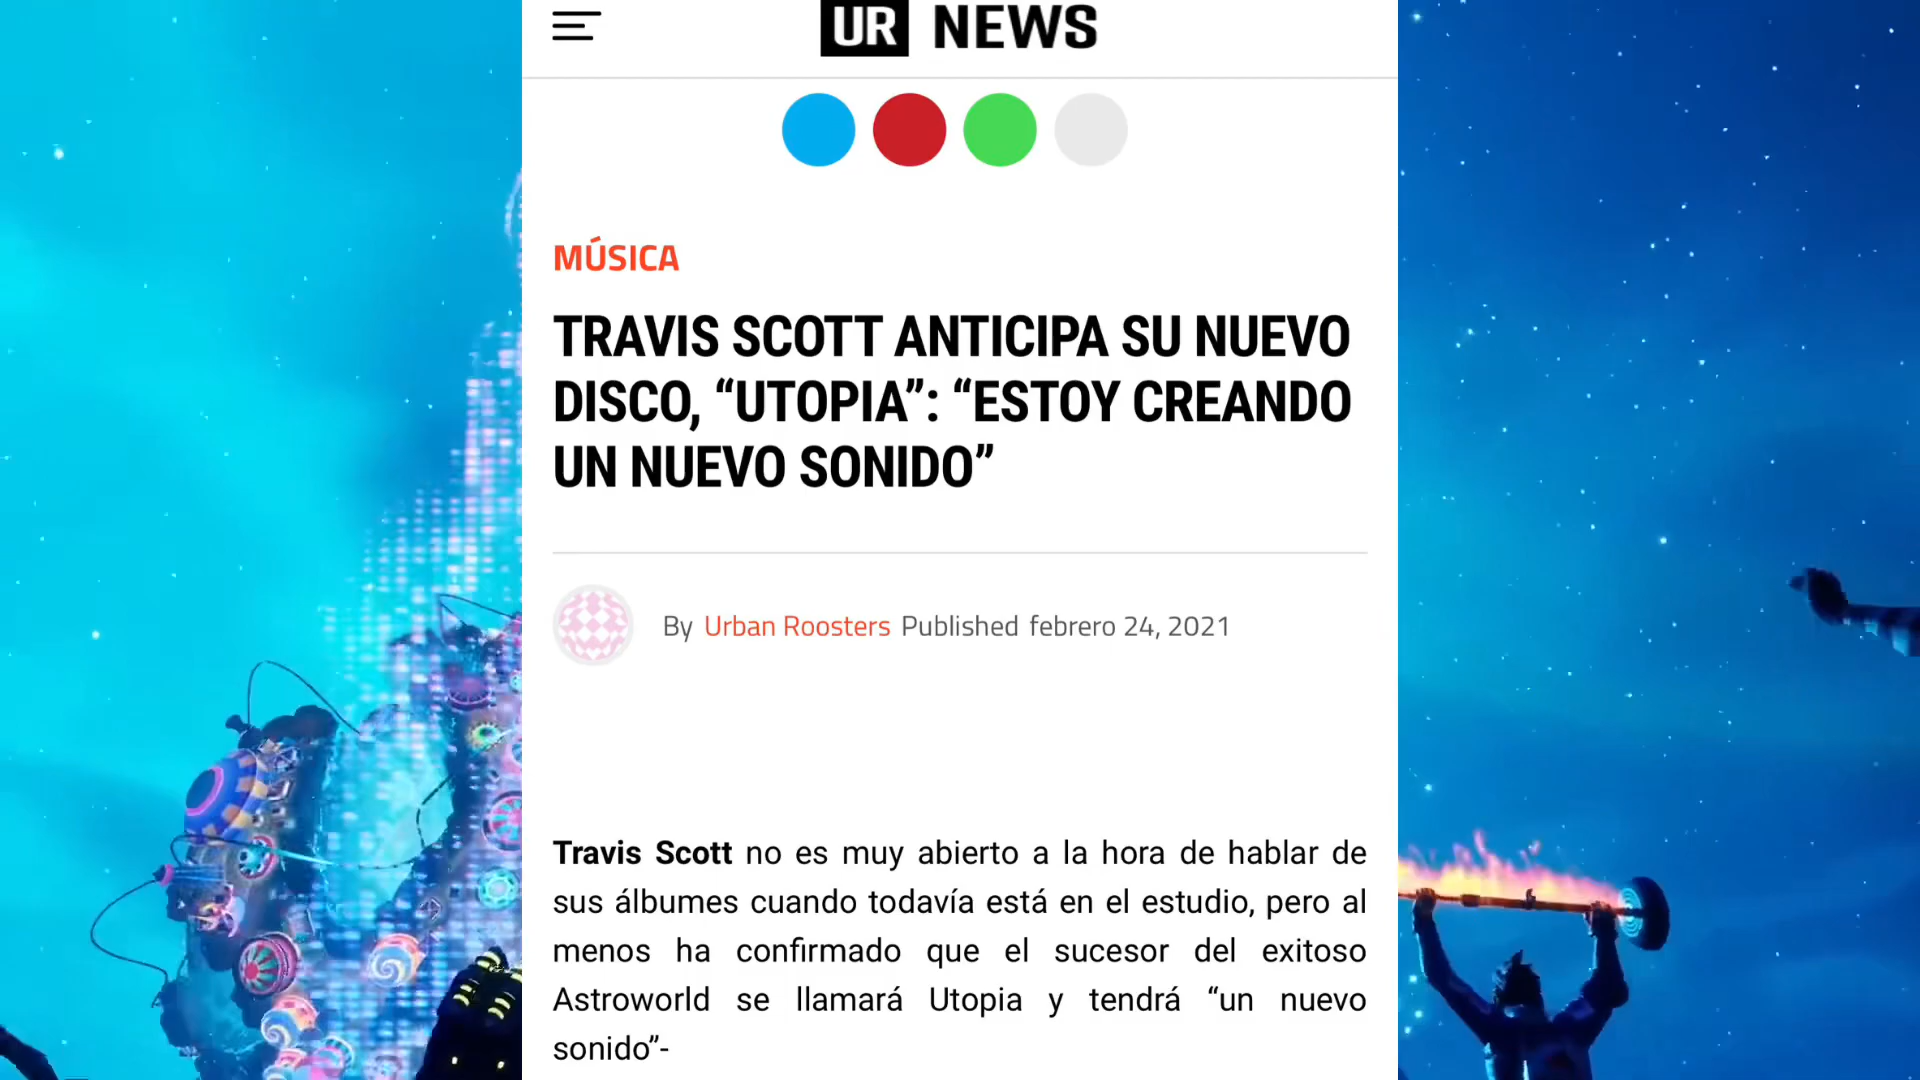 UR NEWS
MÚSICA
TRAVIS SCOTT ANTICIPA SU NUEVO
DISCO, “UTOPIA”: “ESTOY CREANDO
UN NUEVO SONIDO”
By Urban Roosters Published febrero 24, 2021
Travis Scott no es muy abierto a la hora de hablar de
sus álbumes cuando todavía está en el estudio, pero al
menos ha confirmado que el sucesor del exitoso
Astroworld se llamará Utopia y tendrá “un nuevo
sonido”-